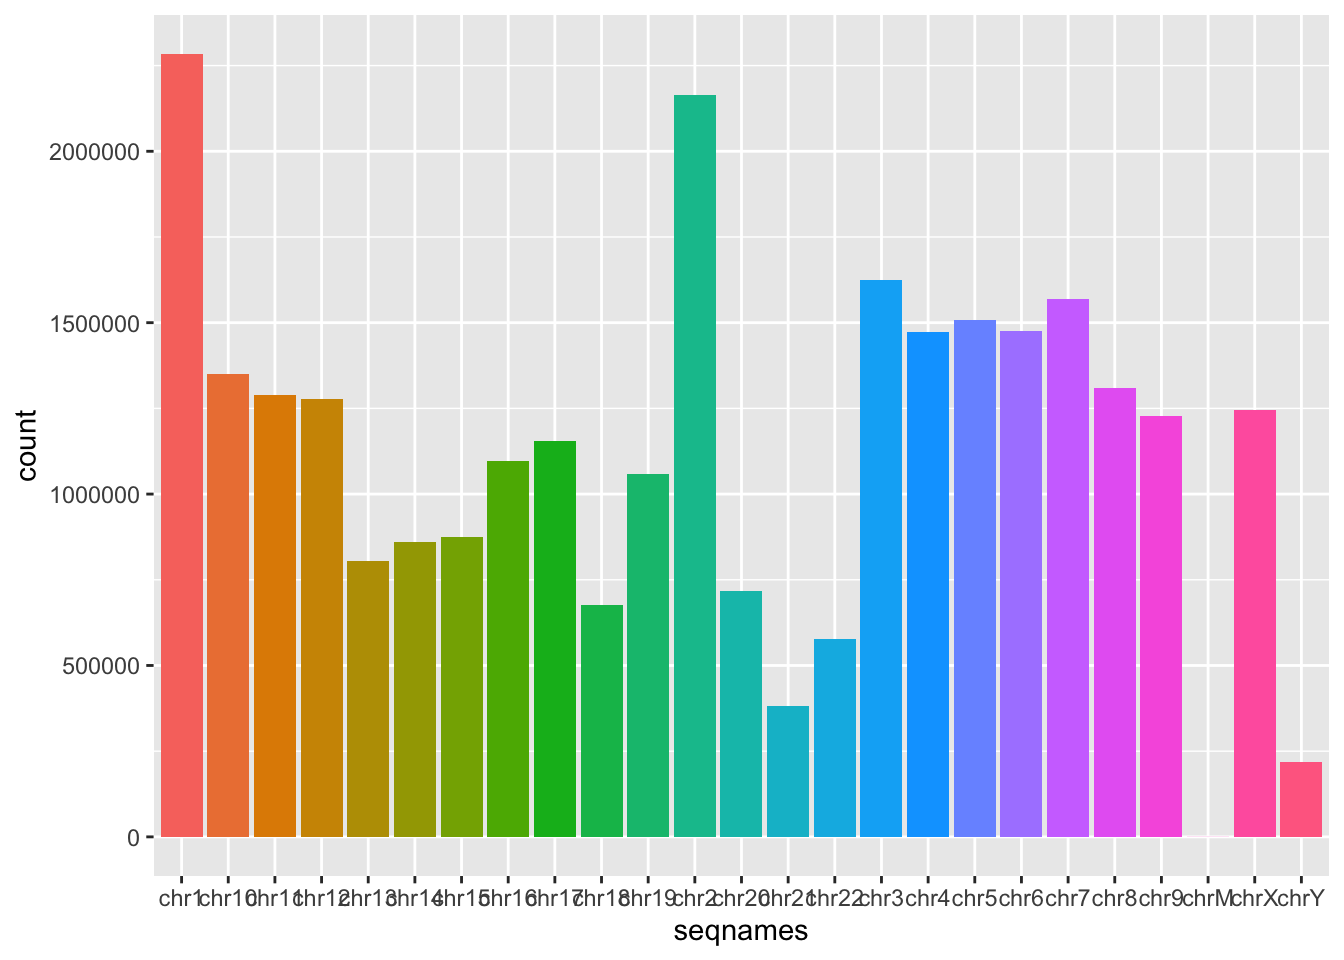 count
2000000
1500000
1000000
500000
0
chr1 chr10 chr11 chr12 chr13 chr14 chr15 chr16 chr17 chr18 chr19 chr2 chr20 chr21 chr22 chr3 chr4 chr5 chr6 chr7 chr8 chr9 chrM chrX chrY
seqnames